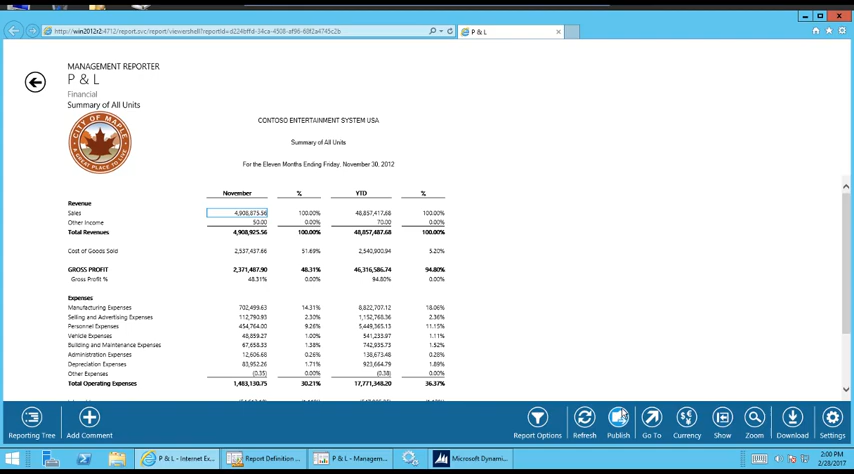 http://win2012r2:4712/report.svc/report/viewershell?reportId=d224bffd-34ca-4508-af96-68f2a4753c2b
P & L
MANAGEMENT REPORTER
P & L
Financial
Summary of All Units
CITY OF MAPLE
A GREAT PLACE TO LIVE
CONTOSO ENTERTAINMENT SYSTEM USA
Summary of All Units
For the Eleven Months Ending Friday, November 30, 2012
November % YTD %
Revenue
Sales 4,908,875.56 100.00% 48,857,417.68 100.00%
Other Income 50.00 0.00% 70.00 0.00%
Total Revenues 4,908,925.56 100.00% 48,857,487.68 100.00%
Cost of Goods Sold 2,537,437.66 51.69% 2,540,900.94 5.20%
GROSS PROFIT 2,371,487.90 48.31% 46,316,586.74 94.80%
Gross Profit % 48.31% 0.00% 94.80% 0.00%
Expenses
Manufacturing Expenses 702,499.63 14.31% 8,822,707.12 18.06%
Selling and Advertising Expenses 112,790.93 2.30% 1,152,768.36 2.36%
Personnel Expenses 454,764.00 9.26% 5,449,365.13 11.15%
Vehicle Expenses 48,859.27 1.00% 541,233.97 1.11%
Building and Maintenance Expenses 67,658.33 1.38% 742,935.73 1.52%
Administration Expenses 12,606.68 0.26% 138,673.48 0.28%
Depreciation Expenses 83,952.26 1.71% 923,664.79 1.89%
Other Expenses (0.35) 0.00% (0.38) 0.00%
Total Operating Expenses 1,483,130.75 30.21% 17,771,348.20 36.37%
Reporting Tree Add Comment Report Options Refresh Publish Go To Currency Show Zoom Download Settings
P & L - Internet Ex... Report Definition ... P & L - Managem... Microsoft Dynami...
2:00 PM
2/28/2017